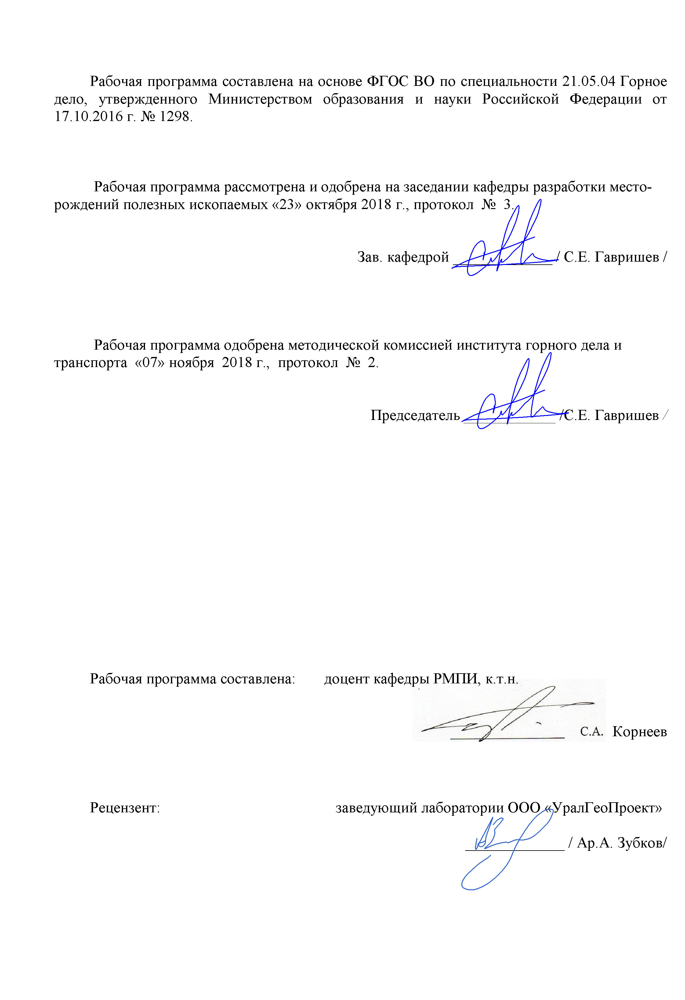 Рабочая программа составлена на основе ФГОС ВО по специальности 21.05.04 Горное
дело, утвержденного Министерством образования и науки Российской Федерации от
17.10.2016 г. № 1298.
Рабочая программа рассмотрена и одобрена на заседании кафедры разработки место-
рождений полезных ископаемых «23» октября 2018 г., протокол № 3.
Зав. кафедрой _____________ / С.Е. Гавришев /
Рабочая программа одобрена методической комиссией института горного дела и
транспорта «07» ноября 2018 г., протокол № 2.
Председатель ____________ /С.Е. Гавришев /
Рабочая программа составлена: доцент кафедры РМПИ, к.т.н.
_______________ С.А. Корнеев
Рецензент: заведующий лаборатории ООО «УралГеоПроект»
_____________ / Ар.А. Зубков/